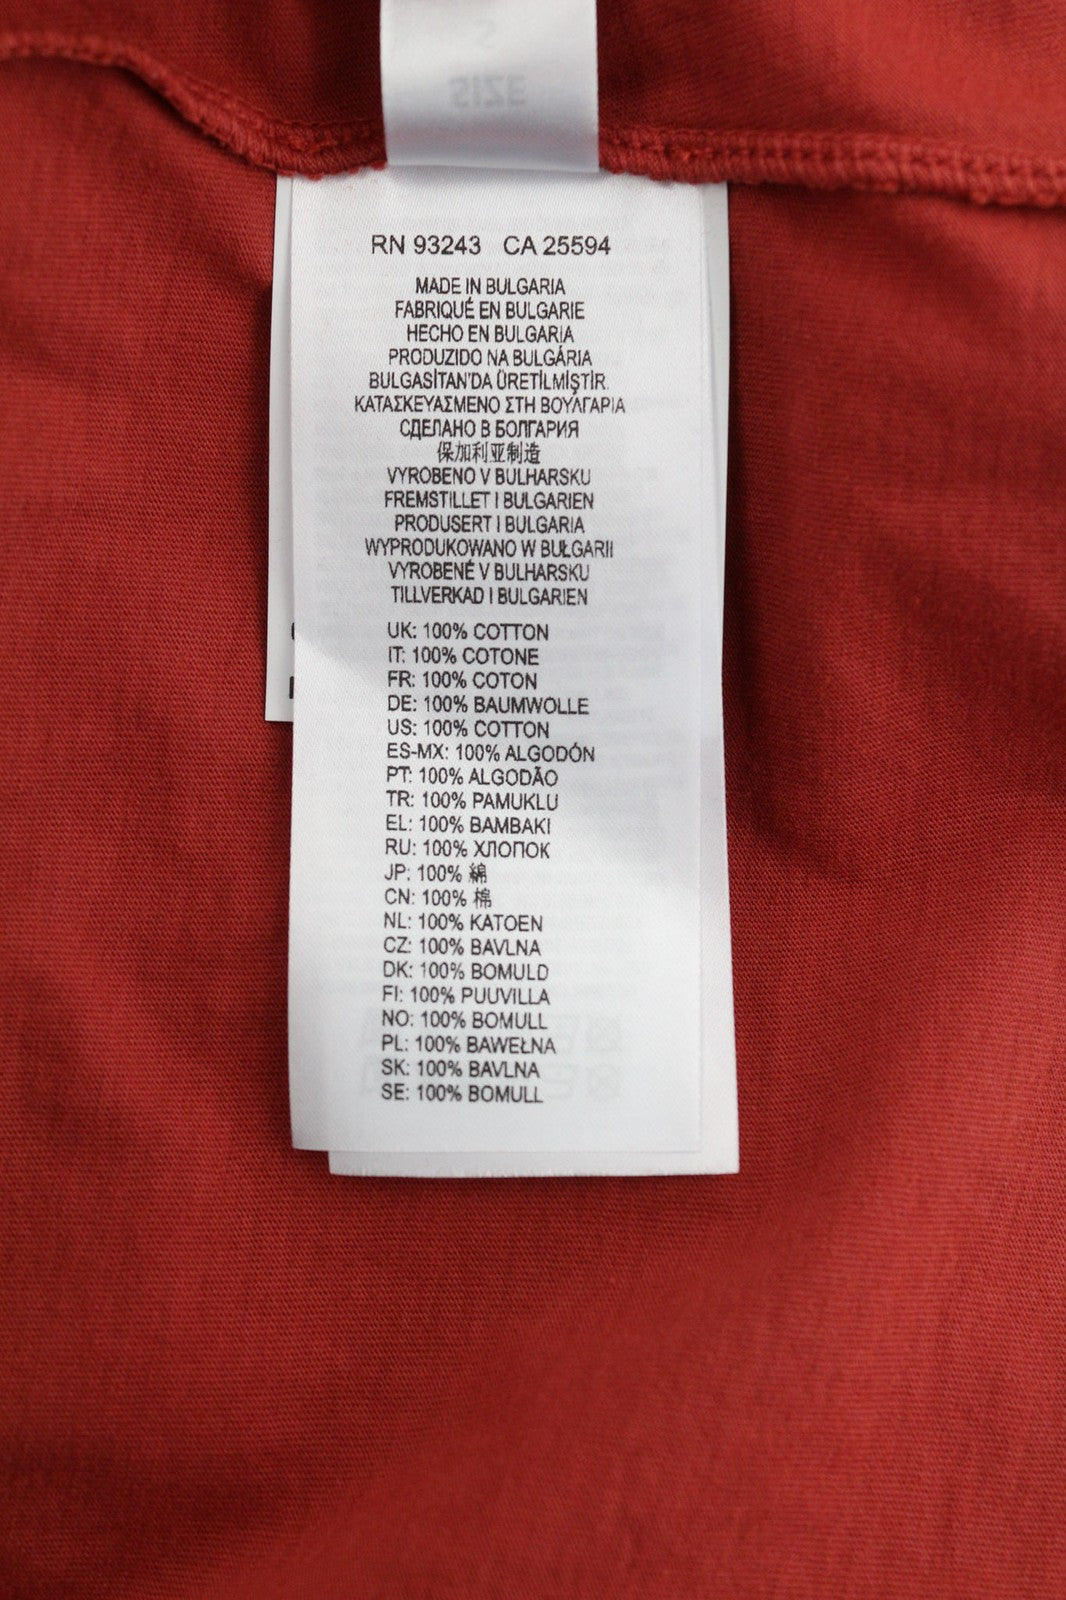 SIZE
RN 93243 CA 25594
MADE IN BULGARIA
FABRIQUÉ EN BULGARIE
HECHO EN BULGARIA
PRODUZIDO NA BULGÁRIA
BULGASİTAN'DA ÜRETİLMİŞTİR.
ΚΑΤΑΣΚΕΥΑΣΜΕΝΟ ΣΤΗ ΒΟΥΛΓΑΡΙΑ
СДЕЛАНО В БОЛГАРИЯ
保加利亚制造
VYROBENO V BULHARSKU
FREMSTILLET I BULGARIEN
PRODUSERT I BULGARIA
WYPRODUKOWANO W BUŁGARII
VYROBENÉ V BULHARSKU
TILLVERKAD I BULGARIEN
UK: 100% COTTON
IT: 100% COTONE
FR: 100% COTON
DE: 100% BAUMWOLLE
US: 100% COTTON
ES-MX: 100% ALGODÓN
PT: 100% ALGODÃO
TR: 100% PAMUKLU
EL: 100% ΒΑΜΒΑΚΙ
RU: 100% ХЛОПОК
JP: 100% 綿
CN: 100% 棉
NL: 100% KATOEN
CZ: 100% BAVLNA
DK: 100% BOMULD
FI: 100% PUUVILLA
NO: 100% BOMULL
PL: 100% BAWEŁNA
SK: 100% BAVLNA
SE: 100% BOMULL